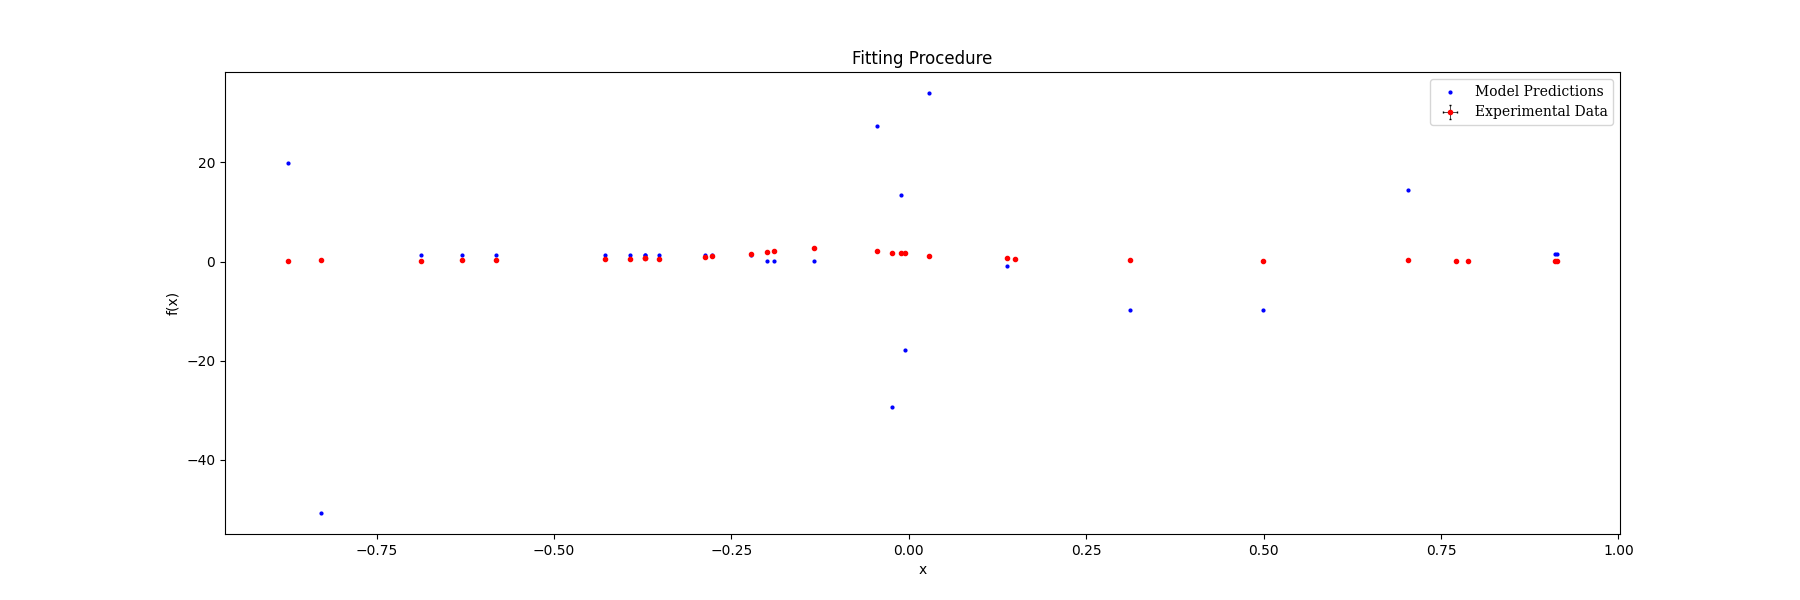 Fitting Procedure
Model Predictions
Experimental Data
f(x)
20
0
−20
−40
−0.75
−0.50
−0.25
0.00
0.25
0.50
0.75
1.00
x